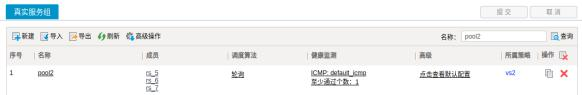 真实服务组 提交 取消
新建 导入 导出 刷新 高级操作 名称： pool2 查询
序号 名称 成员 调度算法 健康监测 高级 所属策略 操作
1 pool2 rs_5 轮询 ICMP: default_icmp 点击查看默认配置 vs2
rs_6 至少通过个数：1
rs_7